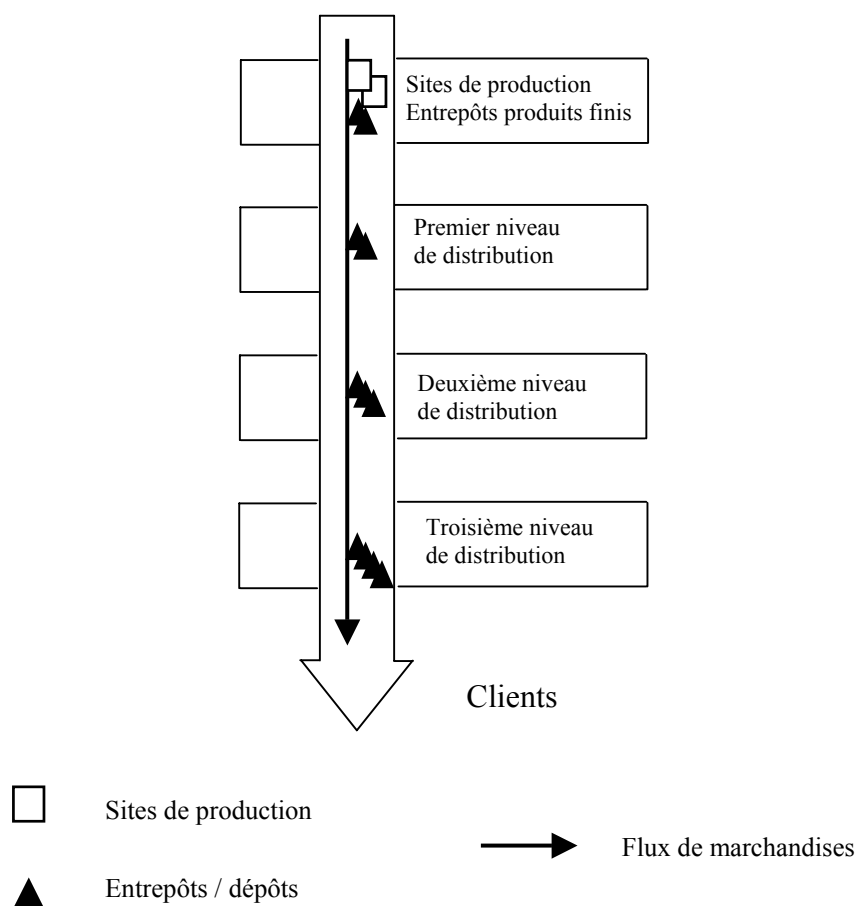 Sites de production
Entrepôts produits finis
Premier niveau
de distribution
Deuxième niveau
de distribution
Troisième niveau
de distribution
Clients
Sites de production
Flux de marchandises
Entrepôts / dépôts